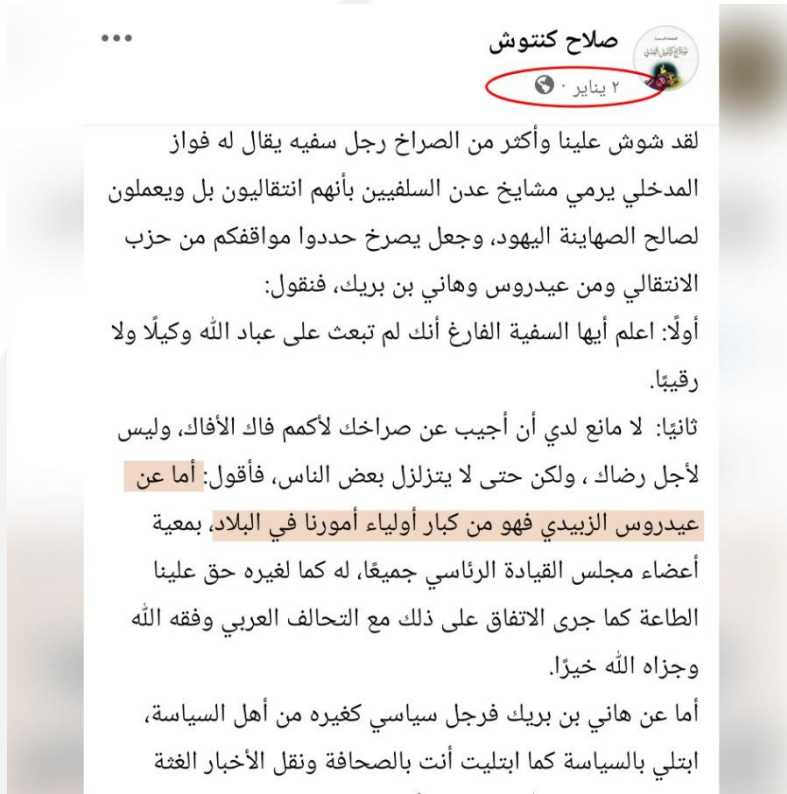 صلاح كنتوش
٢ يناير ·
لقد شوش علينا وأكثر من الصراخ رجل سفيه يقال له فواز
المدخلي يرمي مشايخ عدن السلفيين بأنهم انتقاليون بل ويعملون
لصالح الصهاينة اليهود، وجعل يصرخ حددوا مواقفكم من حزب
الانتقالي ومن عيدروس وهاني بن بريك، فنقول:
أولًا: اعلم أيها السفية الفارغ أنك لم تبعث على عباد الله وكيلًا ولا
رقيبًا.
ثانيًا: لا مانع لدي أن أجيب عن صراخك لأكمم فاك الأفاك، وليس
لأجل رضاك ، ولكن حتى لا يتزلزل بعض الناس، فأقول: أما عن
عيدروس الزبيدي فهو من كبار أولياء أمورنا في البلاد، بمعية
أعضاء مجلس القيادة الرئاسي جميعًا، له كما لغيره حق علينا
الطاعة كما جرى الاتفاق على ذلك مع التحالف العربي وفقه الله
وجزاه الله خيرًا.
أما عن هاني بن بريك فرجل سياسي كغيره من أهل السياسة،
ابتلي بالسياسة كما ابتليت أنت بالصحافة ونقل الأخبار الغثة